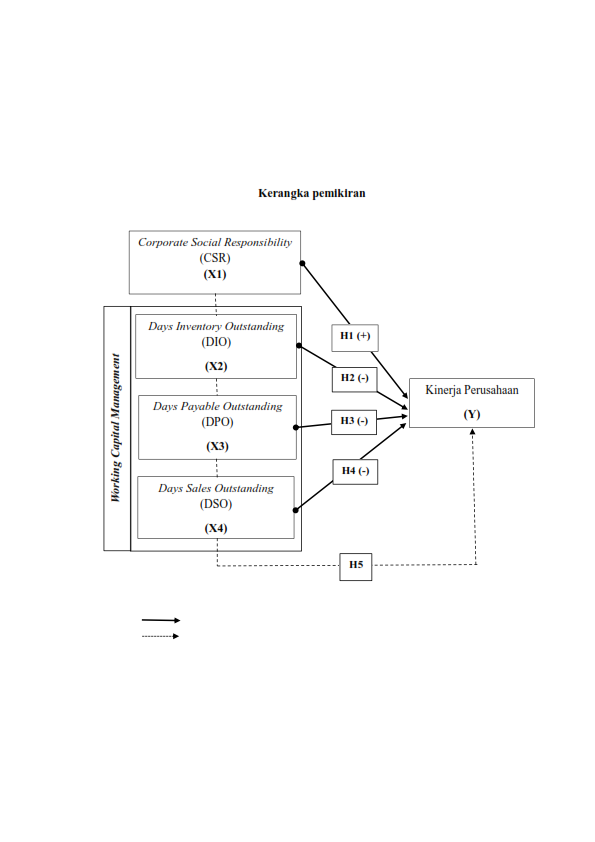 Kerangka pemikiran
Corporate Social Responsibility
(CSR)
(X1)
Working Capital Management
Days Inventory Outstanding
(DIO)
(X2)
Days Payable Outstanding
(DPO)
(X3)
Days Sales Outstanding
(DSO)
(X4)
H1 (+)
H2 (-)
H3 (-)
H4 (-)
Kinerja Perusahaan
(Y)
H5